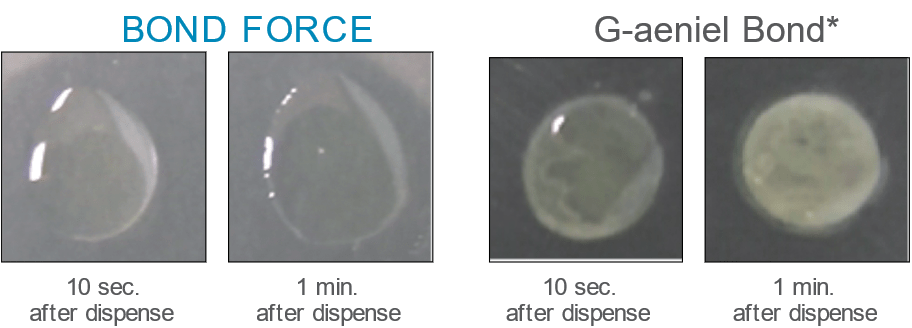 BOND FORCE
G-aeniel Bond*
10 sec.
after dispense
1 min.
after dispense
10 sec.
after dispense
1 min.
after dispense